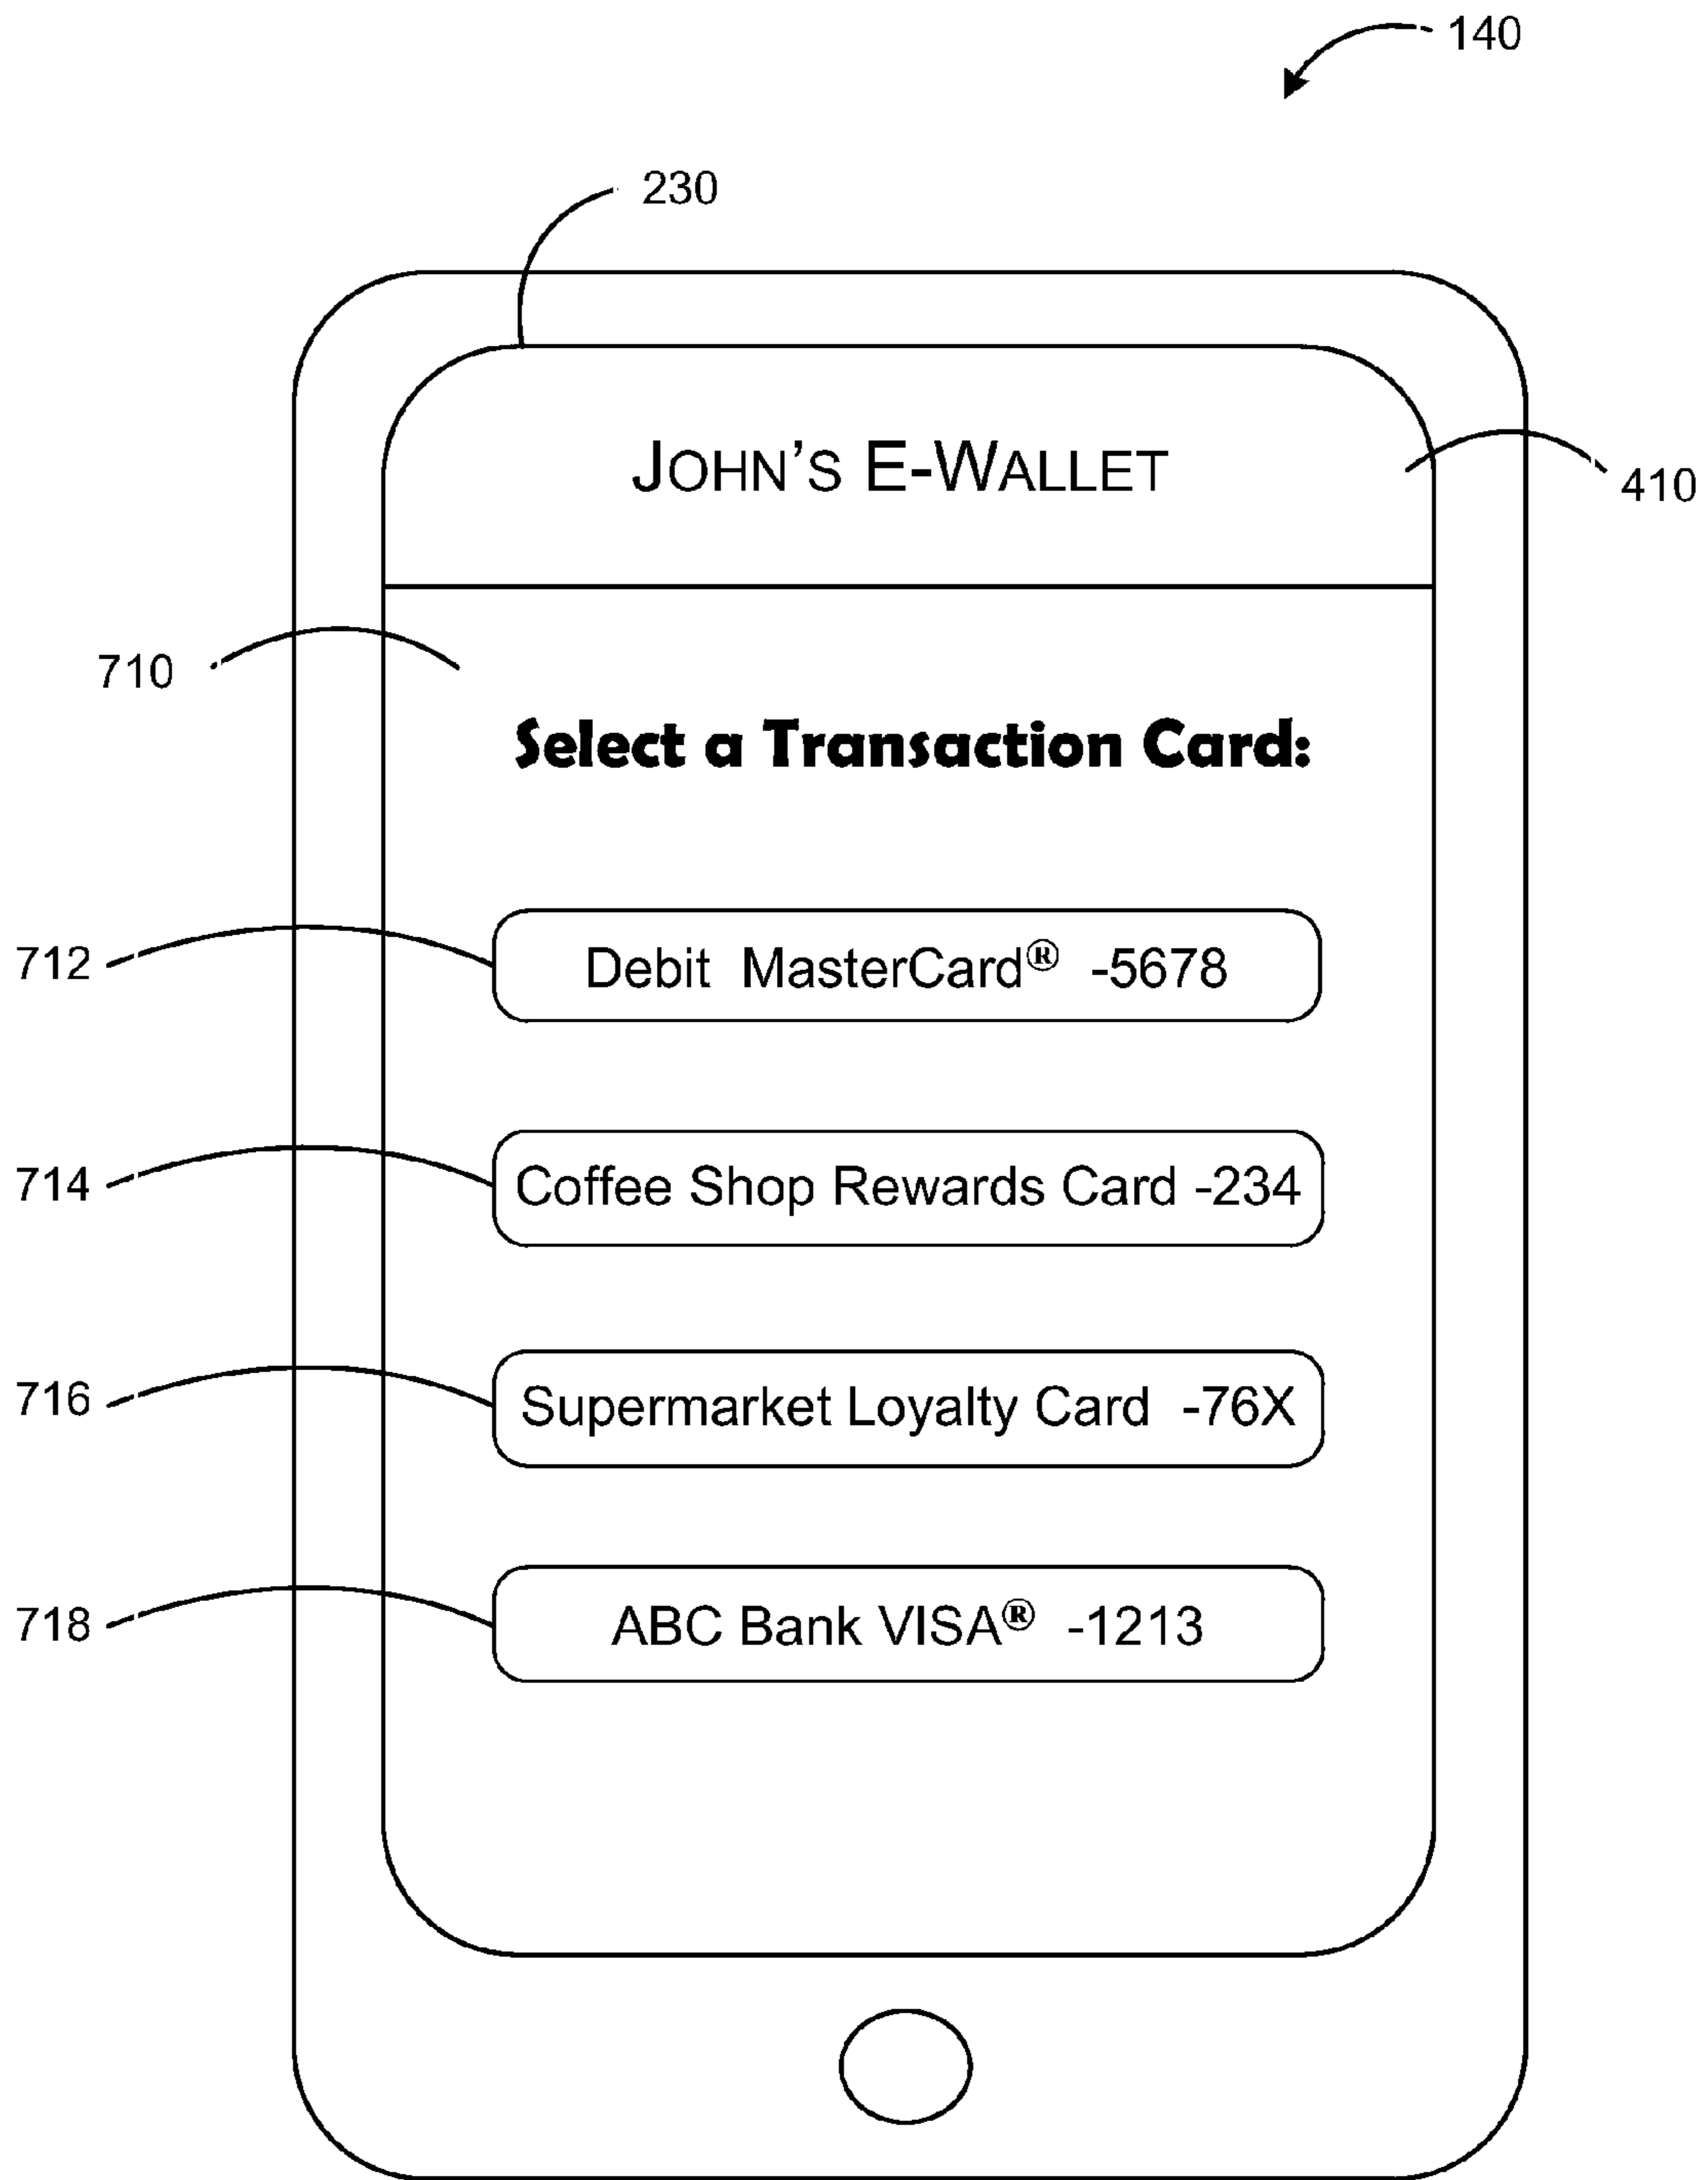 140
230
JOHN'S E-WALLET
410
710
Select a Transaction Card:
712
Debit MasterCard® -5678
714
Coffee Shop Rewards Card -234
716
Supermarket Loyalty Card -76X
718
ABC Bank VISA® -1213